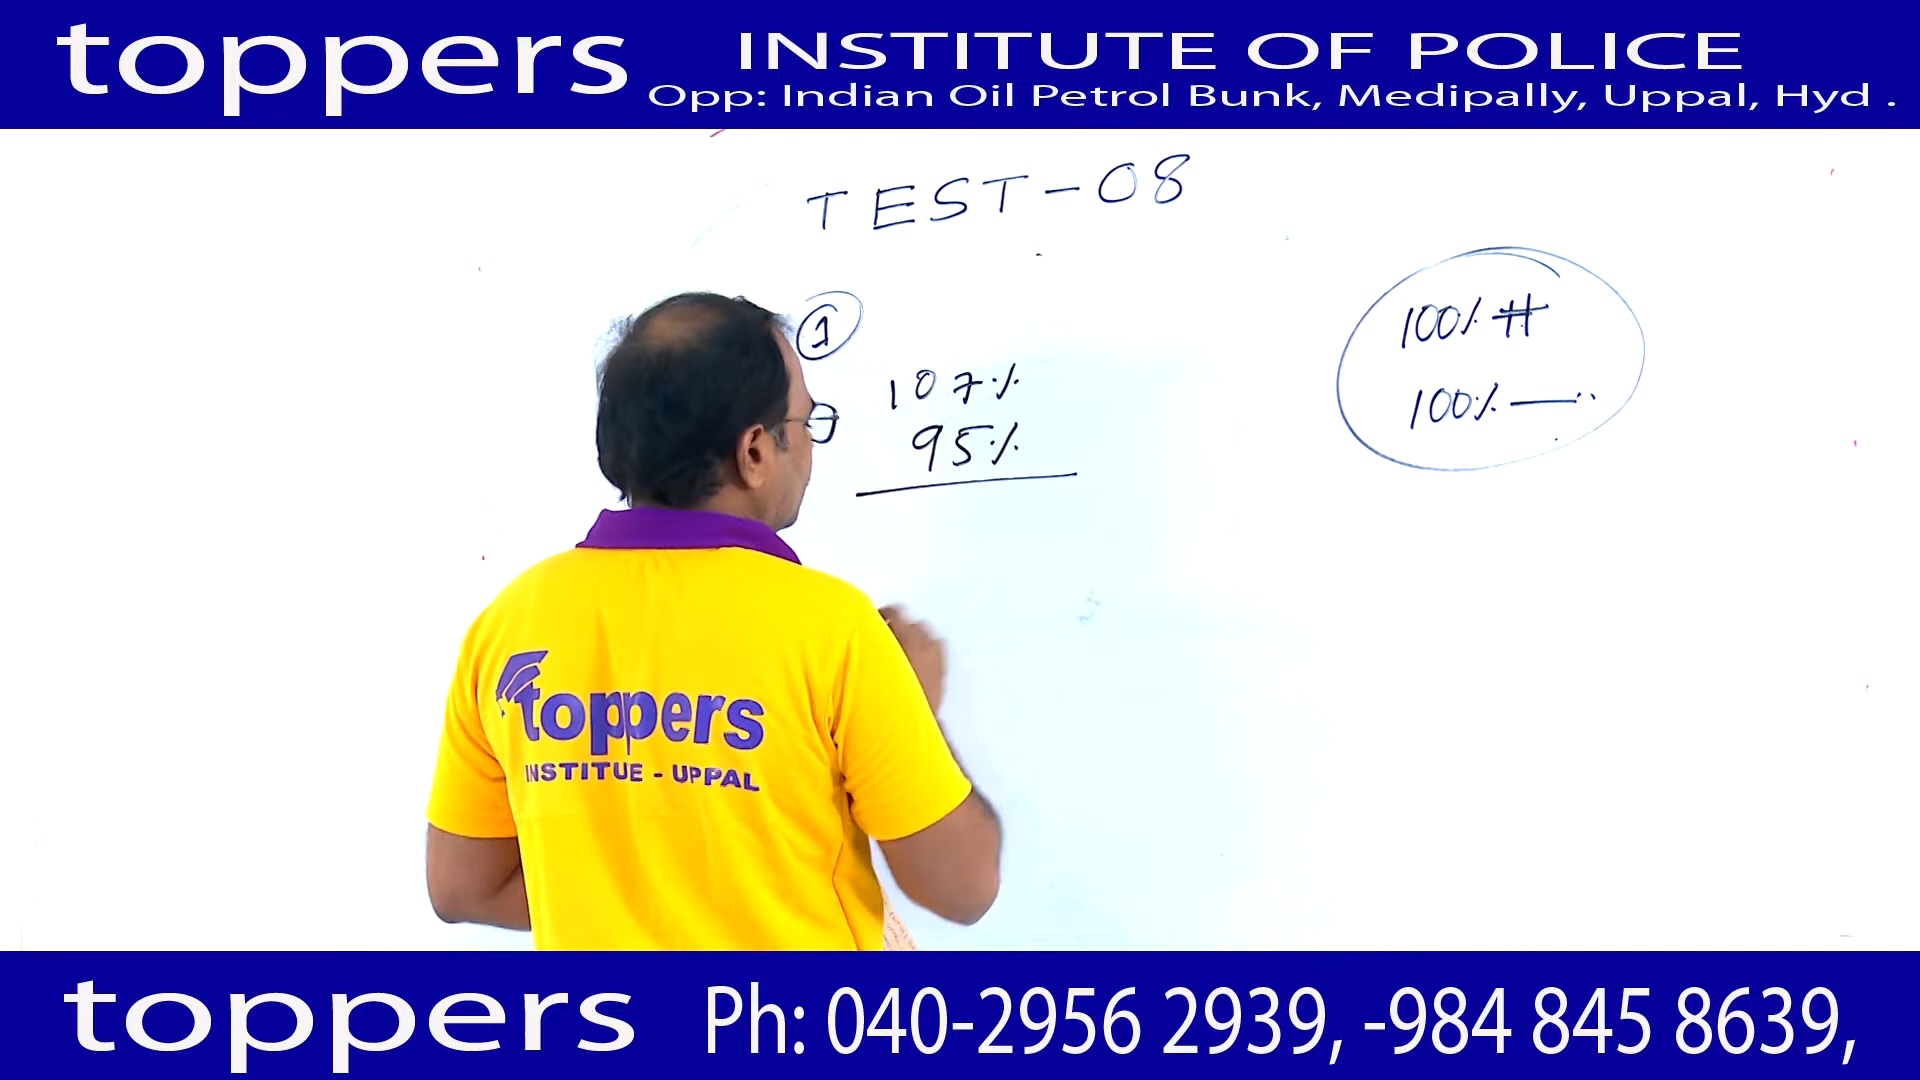 toppers
INSTITUTE OF POLICE
Opp: Indian Oil Petrol Bunk, Medipally, Uppal, Hyd .
TEST-08
1
107%
95%
100%
100%
toppers
INSTITUE - UPPAL
toppers
Ph: 040-2956 2939, -984 845 8639,